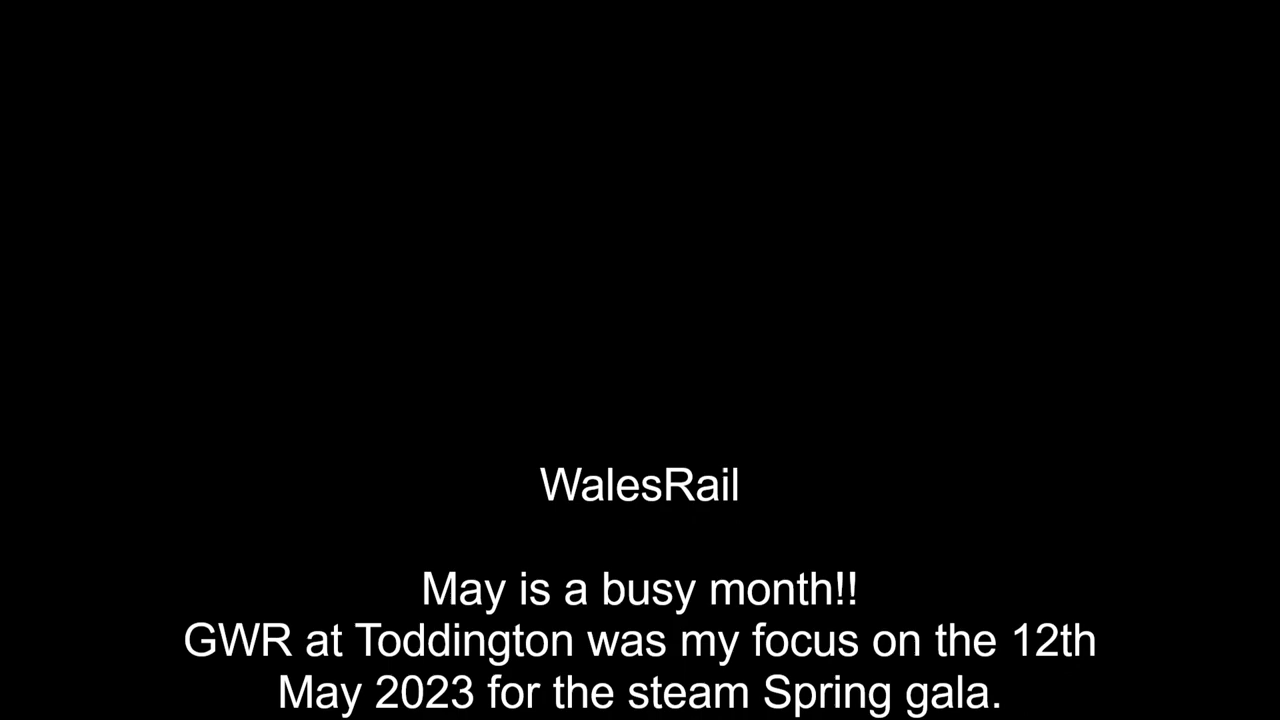 WalesRail
May is a busy month!!
GWR at Toddington was my focus on the 12th
May 2023 for the steam Spring gala.